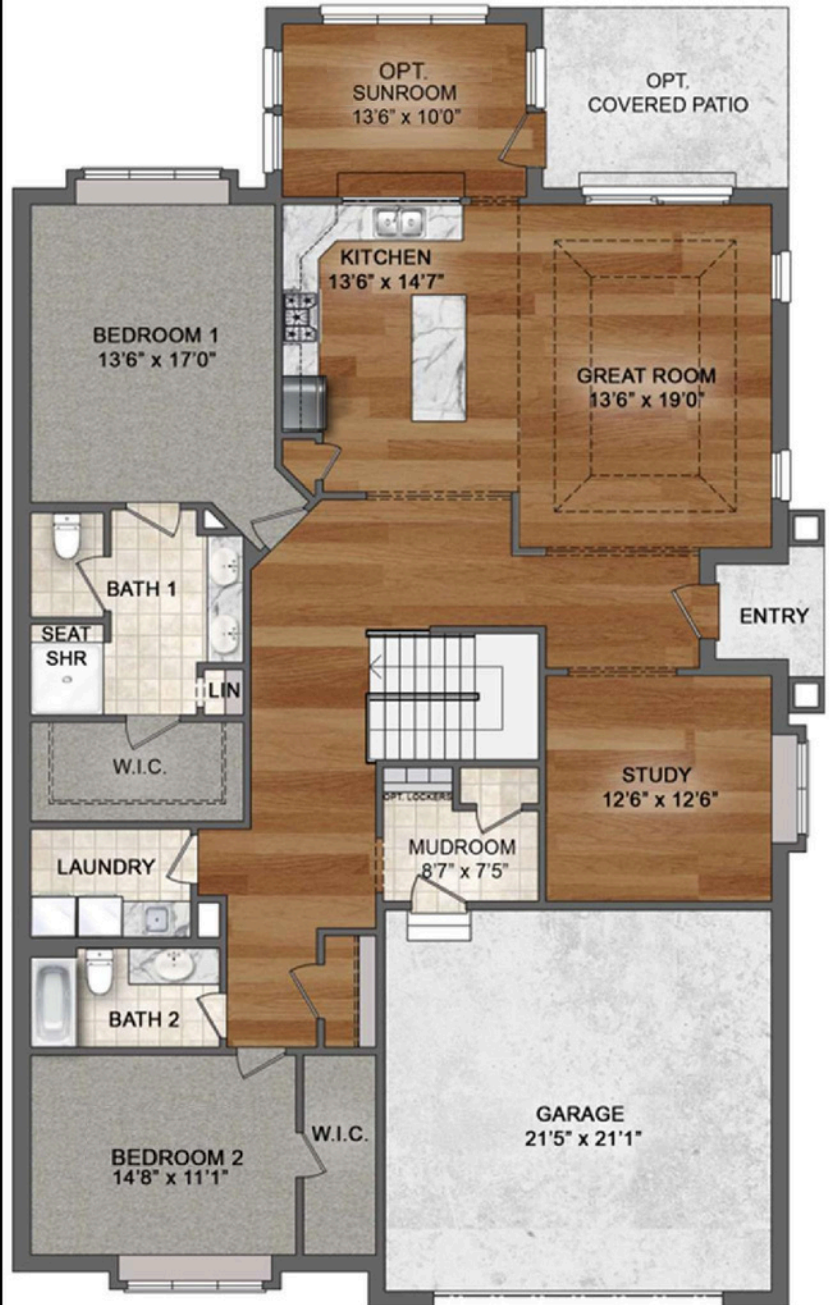 OPT.
SUNROOM
13'6" x 10'0"
OPT.
COVERED PATIO
KITCHEN
13'6" x 14'7"
BEDROOM 1
13'6" x 17'0"
GREAT ROOM
13'6" x 19'0"
BATH 1
ENTRY
SEAT
SHR
LIN
W.I.C.
STUDY
12'6" x 12'6"
OPT. LOCKERS
MUDROOM
8'7" x 7'5"
LAUNDRY
BATH 2
GARAGE
21'5" x 21'1"
W.I.C.
BEDROOM 2
14'8" x 11'1"